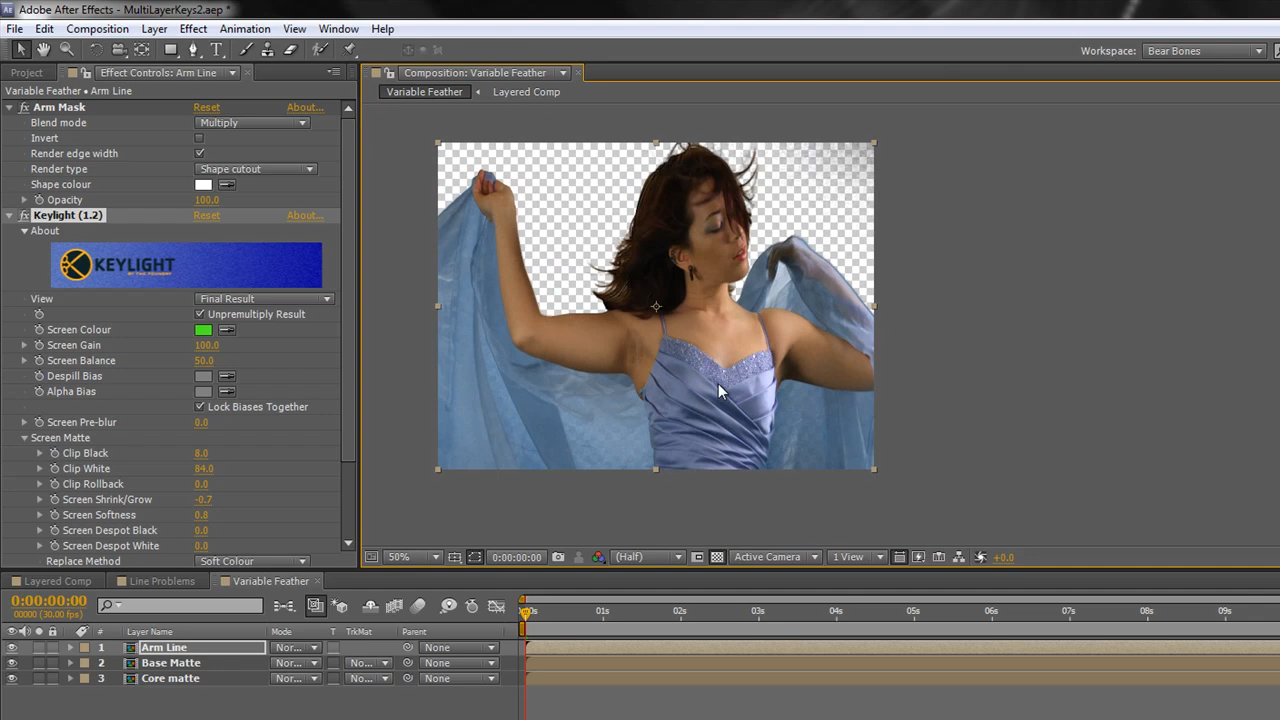 Adobe After Effects - MultiLayerKeys2.aep *
File Edit Composition Layer Effect Animation View Window Help
Workspace: Bear Bones
Project Effect Controls: Arm Line Composition: Variable Feather
Variable Feather • Arm Line Variable Feather Layered Comp
fx Arm Mask Reset About...
Blend mode Multiply
Invert
Render edge width
Render type Shape cutout
Shape colour
Opacity 100.0
fx Keylight (1.2) Reset About...
About
KEYLIGHT
BY THE FOUNDRY
View Final Result
Unpremultiply Result
Screen Colour
Screen Gain 100.0
Screen Balance 50.0
Despill Bias
Alpha Bias
Lock Biases Together
Screen Pre-blur 0.0
Screen Matte
Clip Black 8.0
Clip White 84.0
Clip Rollback 0.0
Screen Shrink/Grow -0.7
Screen Softness 0.8
Screen Despot Black 0.0
Screen Despot White 0.0
Replace Method Soft Colour
50% 0:00:00:00 (Half) Active Camera 1 View +0.0
Layered Comp Line Problems Variable Feather
0:00:00:00
00000 (30.00 fps)
01s 02s 03s 04s 05s 06s 07s 08s 09s
# Layer Name Mode T TrkMat Parent
1 Arm Line Nor... None
2 Base Matte Nor... No... None
3 Core matte Nor... No... None